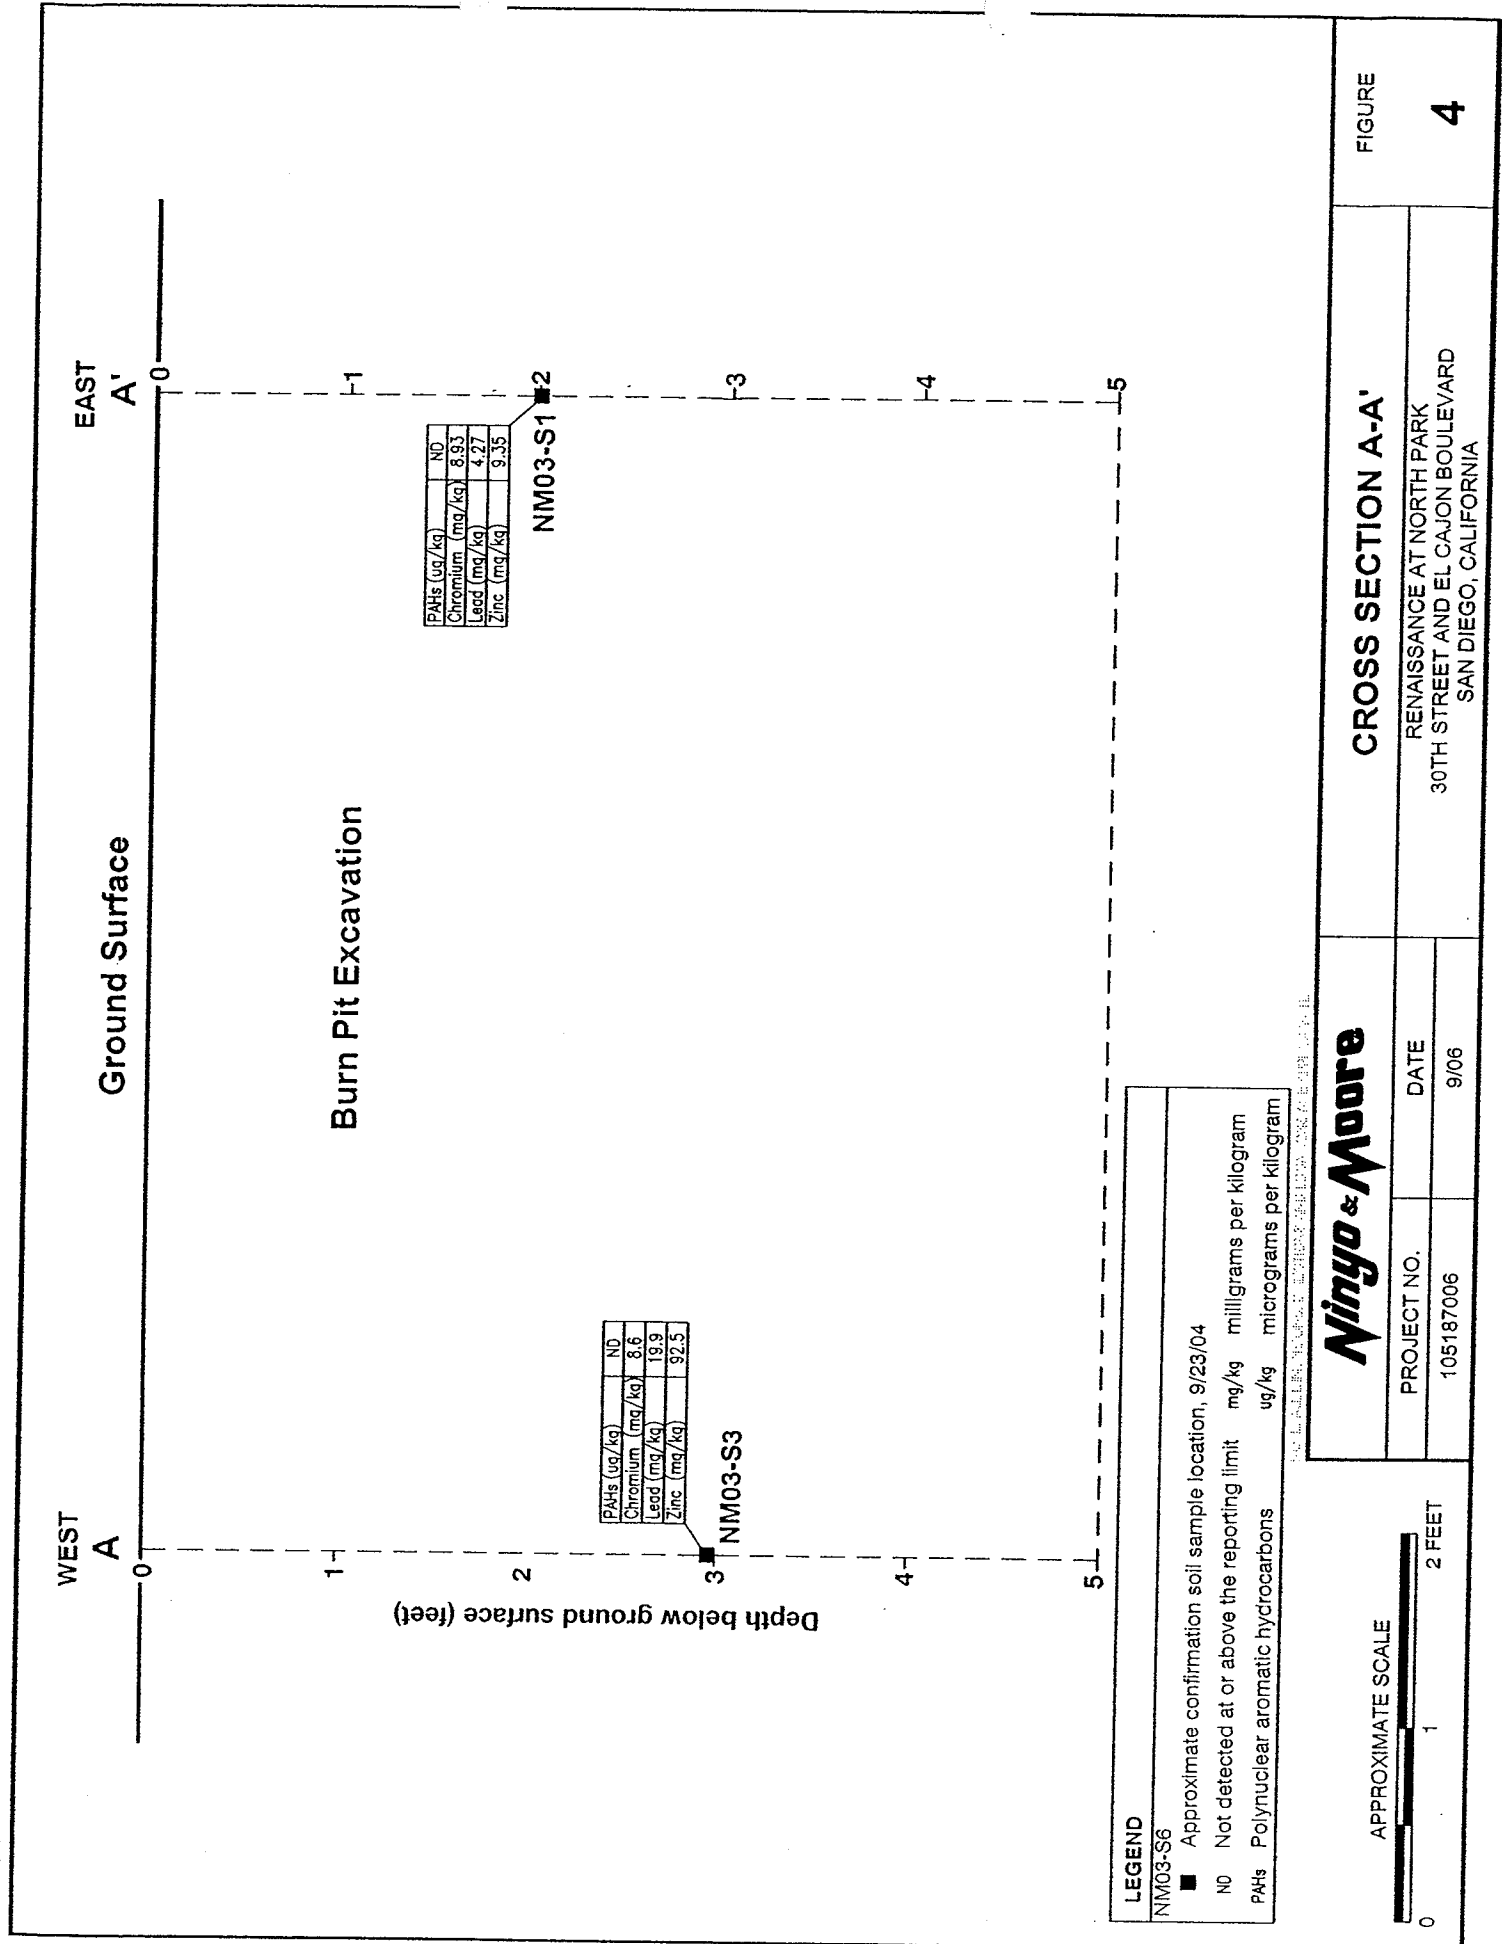 WEST
A
EAST
A'
Ground Surface
0
0
Burn Pit Excavation
1
1
2
2
3
3
4
4
5
5
Depth below ground surface (feet)
PAHs (ug/kg) ND
Chromium (mg/kg) 8.93
Lead (mg/kg) 4.27
Zinc (mg/kg) 9.35
NM03-S1
PAHs (ug/kg) ND
Chromium (mg/kg) 8.6
Lead (mg/kg) 19.9
Zinc (mg/kg) 92.5
NM03-S3
LEGEND
NM03-S6
Approximate confirmation soil sample location, 9/23/04
ND Not detected at or above the reporting limit mg/kg milligrams per kilogram
PAHs Polynuclear aromatic hydrocarbons ug/kg micrograms per kilogram
APPROXIMATE SCALE
0 1 2 FEET
Ninyo & Moore
PROJECT NO. DATE
105187006 9/06
CROSS SECTION A-A'
RENAISSANCE AT NORTH PARK
30TH STREET AND EL CAJON BOULEVARD
SAN DIEGO, CALIFORNIA
FIGURE
4